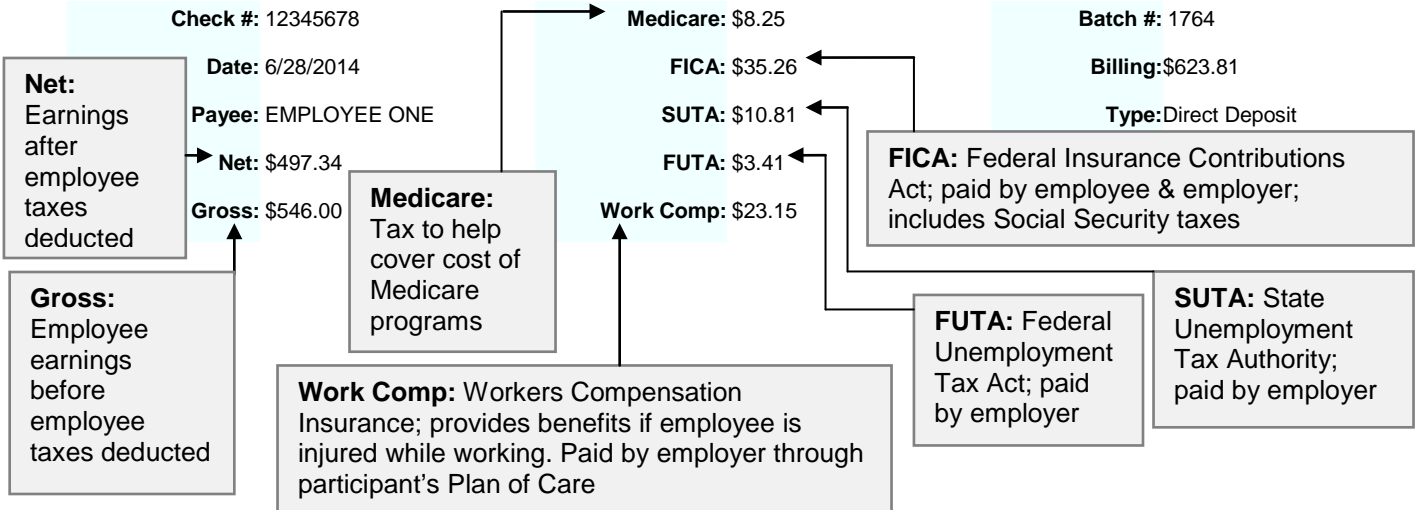 Check #: 12345678
Date: 6/28/2014
Payee: EMPLOYEE ONE
Net: $497.34
Gross: $546.00
Medicare: $8.25
FICA: $35.26
SUTA: $10.81
FUTA: $3.41
Work Comp: $23.15
Batch #: 1764
Billing:$623.81
Type:Direct Deposit
Net:
Earnings
after
employee
taxes
deducted
Gross:
Employee
earnings
before
employee
taxes deducted
Medicare:
Tax to help
cover cost of
Medicare
programs
Work Comp: Workers Compensation
Insurance; provides benefits if employee is
injured while working. Paid by employer through
participant's Plan of Care
FICA: Federal Insurance Contributions
Act; paid by employee & employer;
includes Social Security taxes
FUTA: Federal
Unemployment
Tax Act; paid
by employer
SUTA: State
Unemployment
Tax Authority;
paid by employer